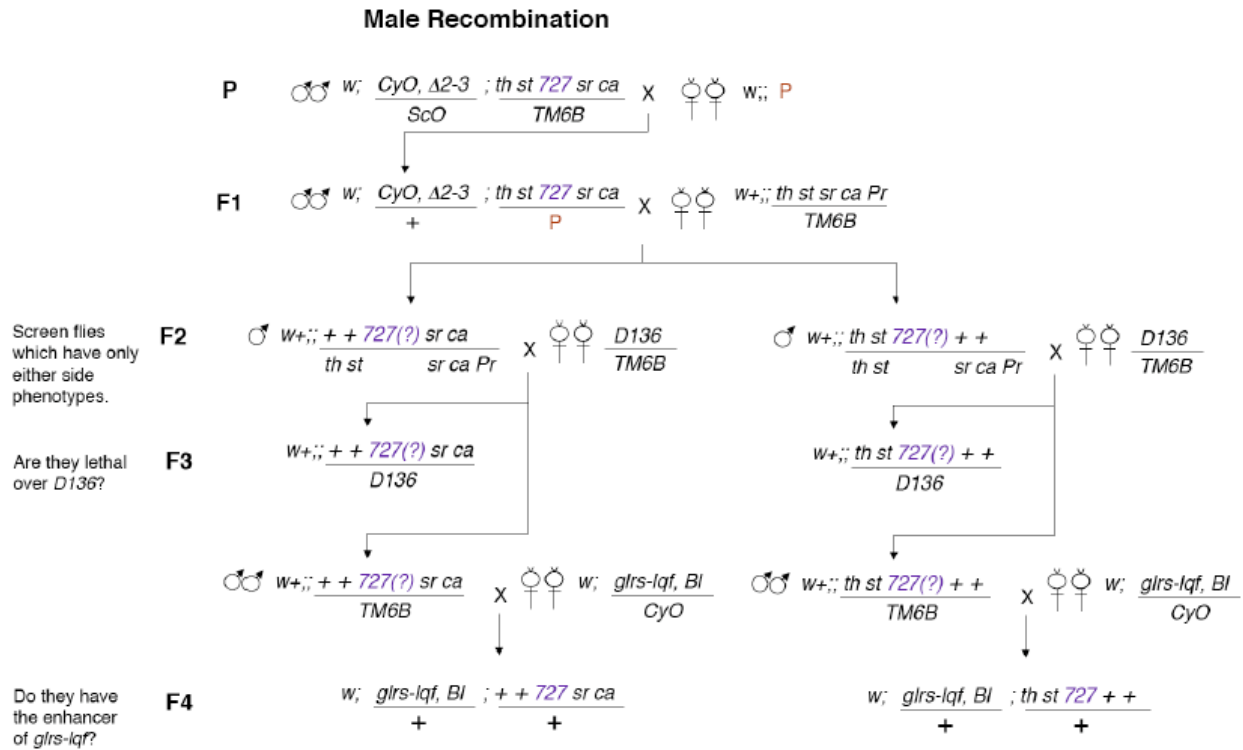 Male Recombination
P
w; CyO, Δ2-3 ; th st 727 sr ca X w;; P
ScO TM6B
F1
w; CyO, Δ2-3 ; th st 727 sr ca X w+;; th st sr ca Pr
+ P TM6B
Screen flies
which have only
either side
phenotypes.
F2
w+;; + + 727(?) sr ca X D136
th st sr ca Pr TM6B
w+;; th st 727(?) + + X D136
th st sr ca Pr TM6B
Are they lethal
over D136?
F3
w+;; + + 727(?) sr ca
D136
w+;; th st 727(?) + +
D136
w+;; + + 727(?) sr ca X w; glrs-lqf, Bl
TM6B CyO
w+;; th st 727(?) + + X w; glrs-lqf, Bl
TM6B CyO
Do they have
the enhancer
of glrs-lqf?
F4
w; glrs-lqf, Bl ; + + 727 sr ca
+ +
w; glrs-lqf, Bl ; th st 727 + +
+ +